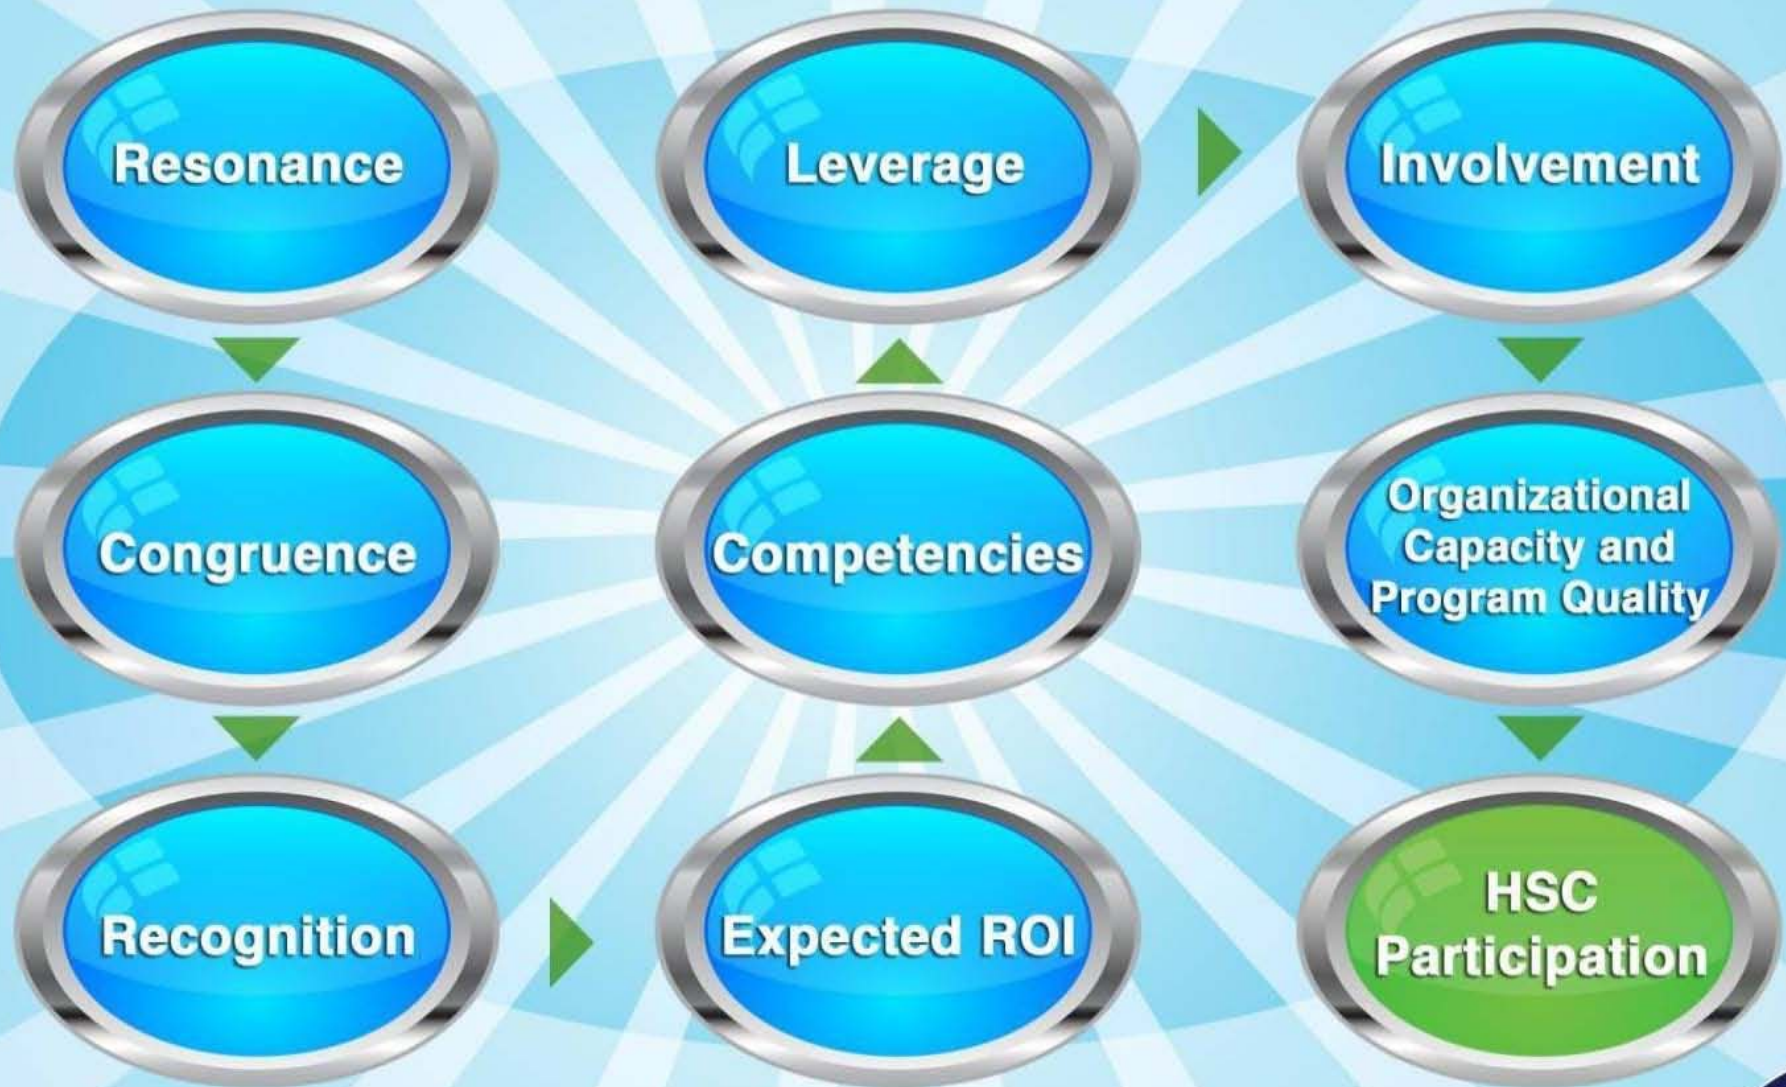 Resonance
Congruence
Recognition
Expected ROI
Competencies
Leverage
Involvement
Organizational
Capacity and
Program Quality
HSC
Participation